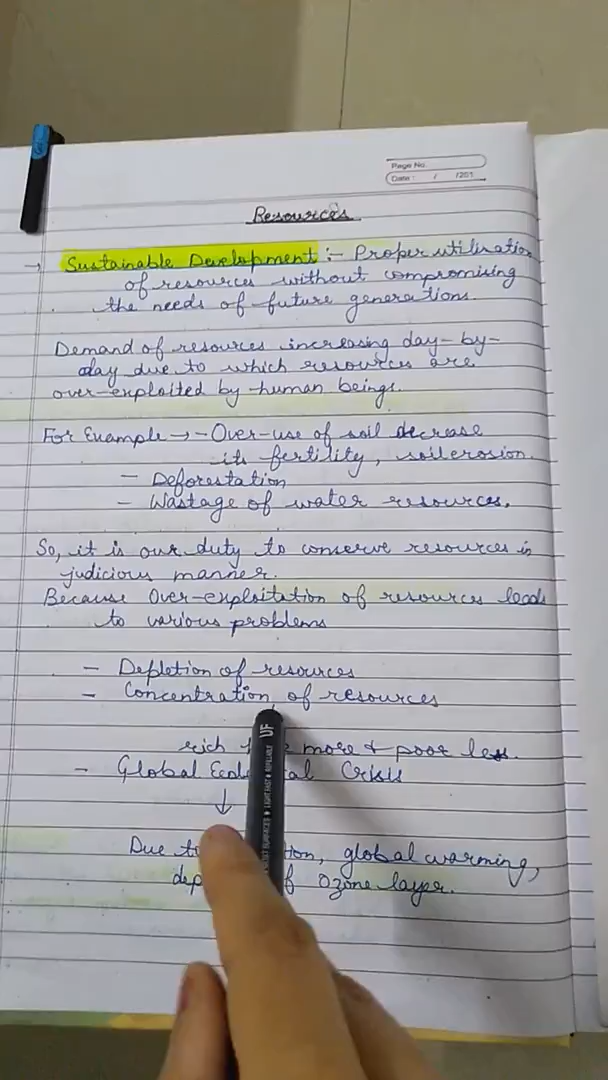 Page No.
Date : / /201
Resources
→ Sustainable Development :- Proper utilisation
of resources without compromising
the needs of future generations.
Demand of resources increasing day-by-
day due to which resources are
over-exploited by human beings.
For Example → - Over-use of soil decrease
its fertility, soil erosion.
- Deforestation
- Wastage of water resources.
So, it is our duty to conserve resources in
judicious manner.
Because Over-exploitation of resources leads
to various problems
- Depletion of resources
- Concentration of resources
rich more + poor less.
- Global Crisis
↓
Due global warming,
Ozone layer.
UF
LIGHT FAST